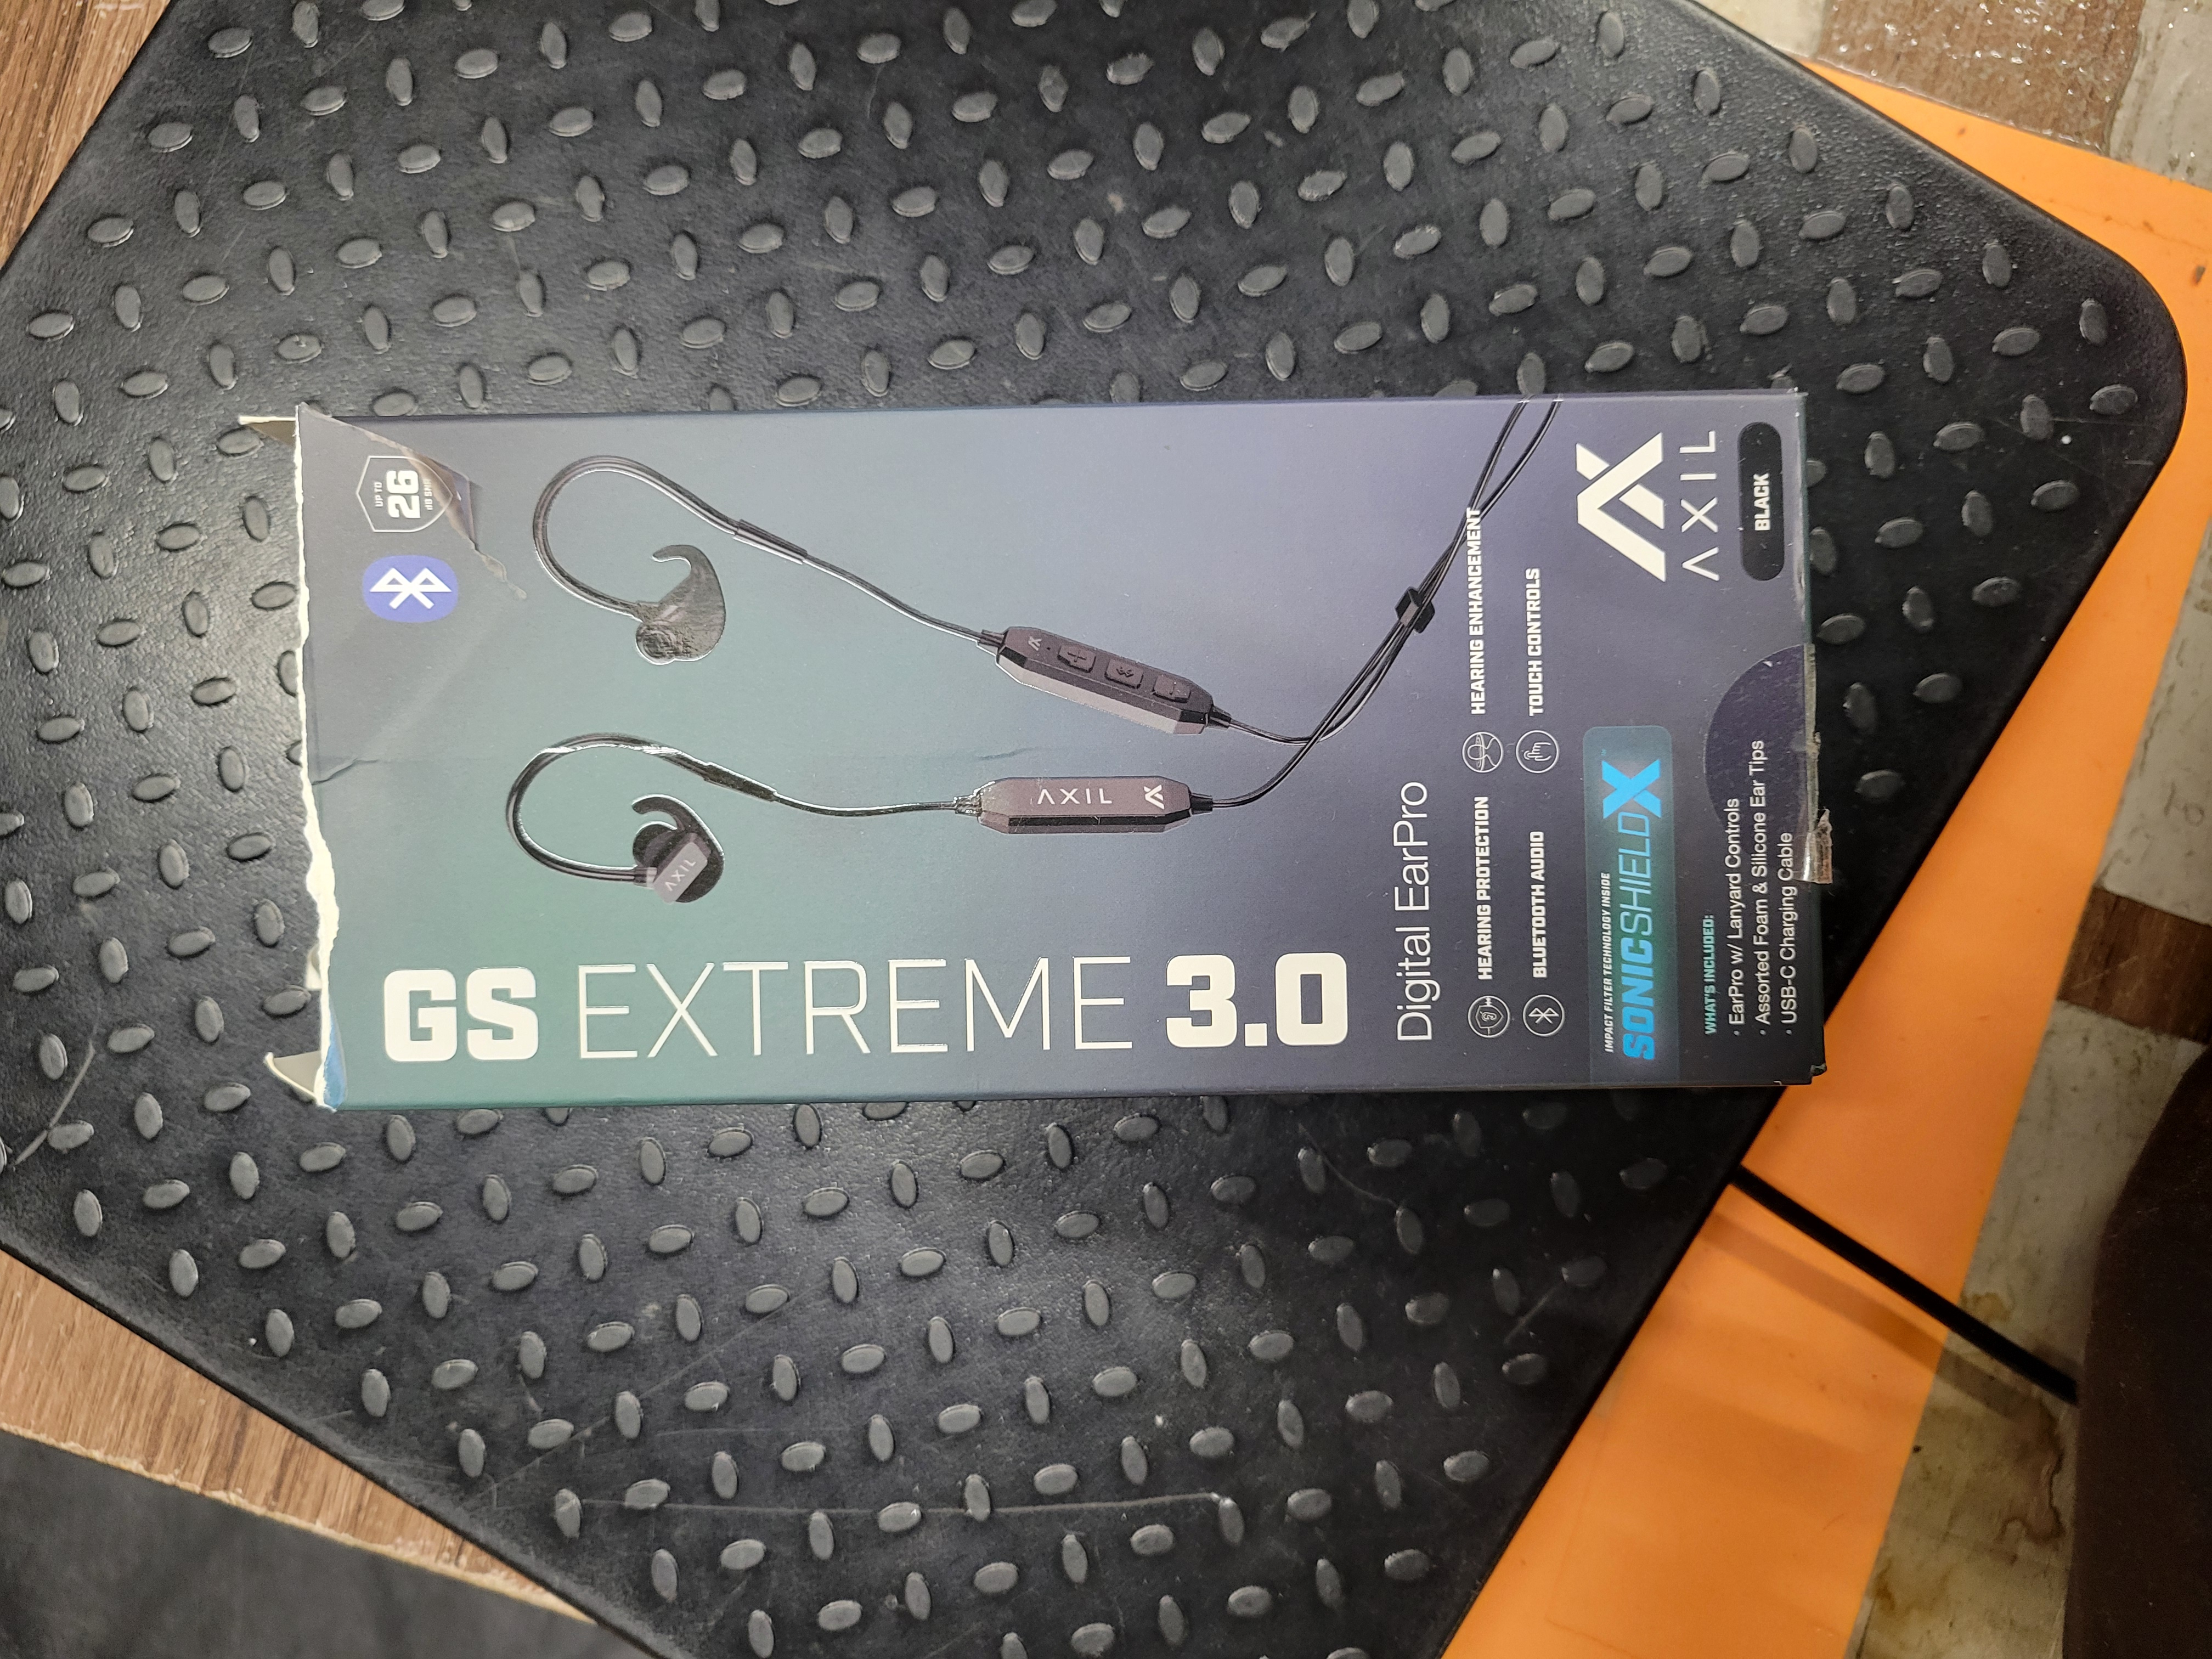 UP TO
26
AXIL
AXIL
GS EXTREME 3.0
Digital EarPro
HEARING PROTECTION
HEARING ENHANCEMENT
BLUETOOTH AUDIO
TOUCH CONTROLS
IMPACT FILTER TECHNOLOGY INSIDE
SONICSHIELDX
AXIL
WHAT'S INCLUDED:
• EarPro w/ Lanyard Controls
• Assorted Foam & Silicone Ear Tips
• USB-C Charging Cable
BLACK